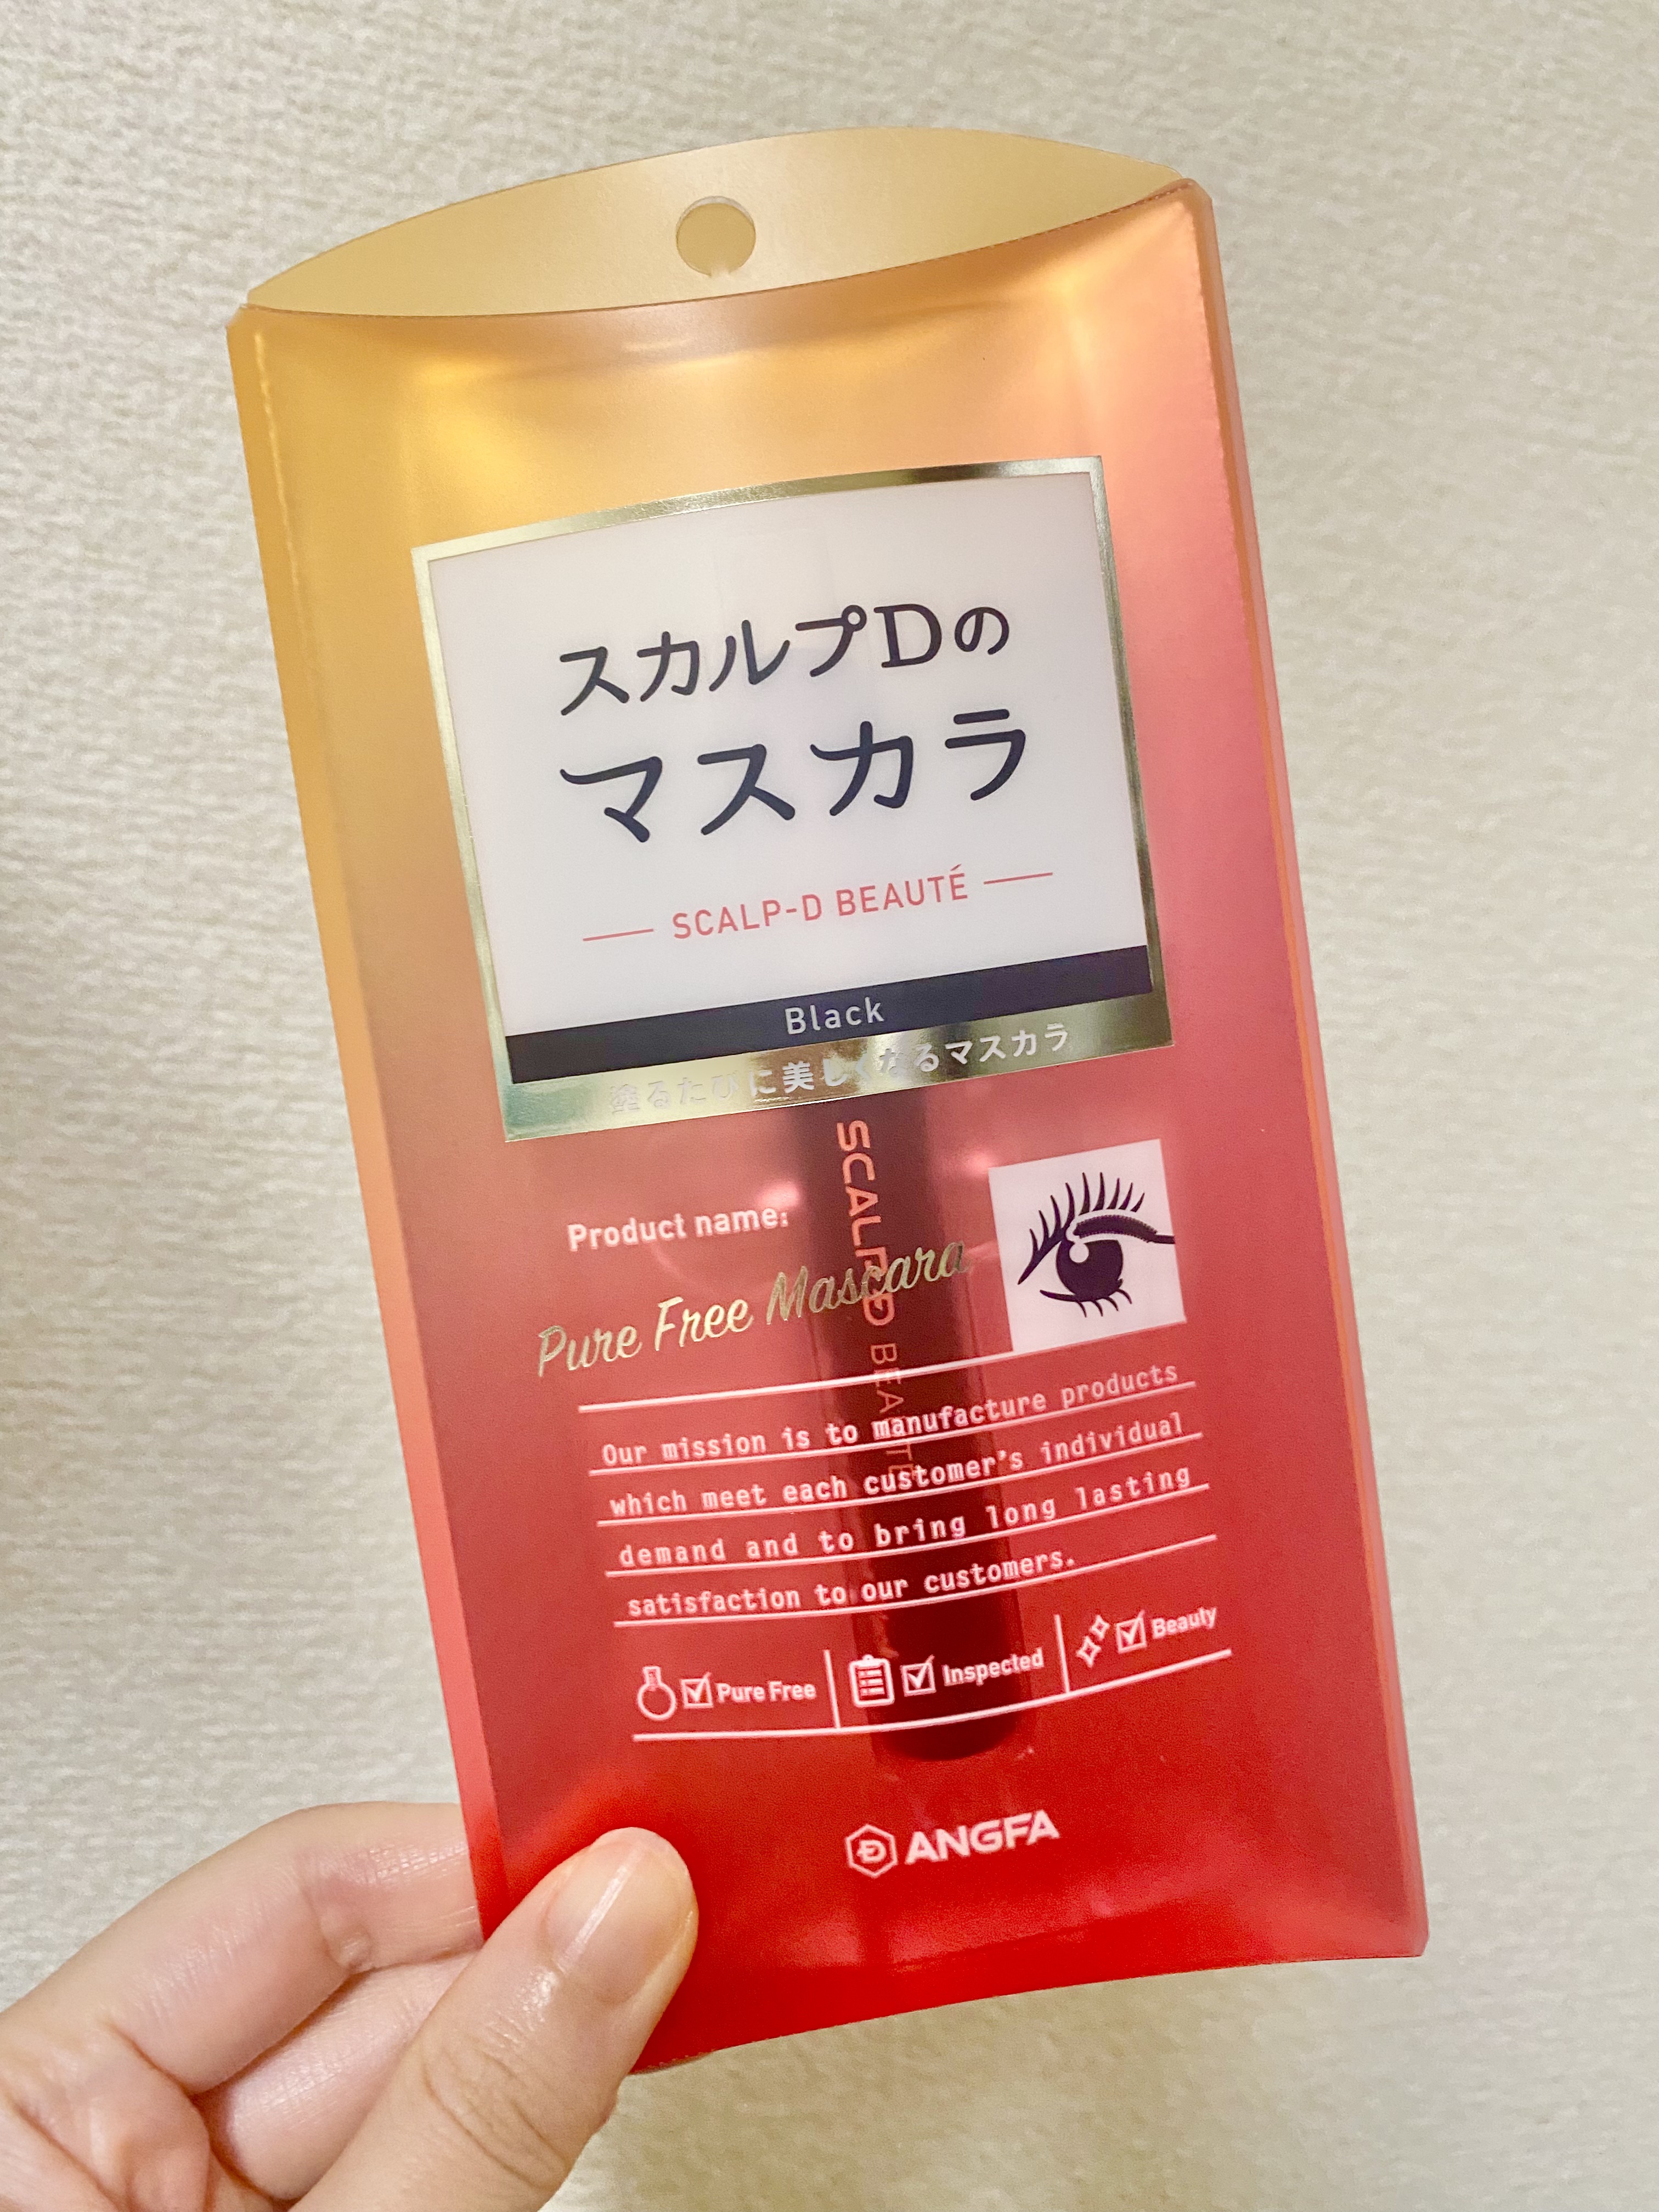 スカルプDの
マスカラ
SCALP-D BEAUTÉ
Black
塗るたびに美しくなるマスカラ
SCALP-D BEAUTÉ
Product name:
Pure Free Mascara
Our mission is to manufacture products
which meet each customer's individual
demand and to bring long lasting
satisfaction to our customers.
Pure Free
Inspected
Beauty
ANGFA